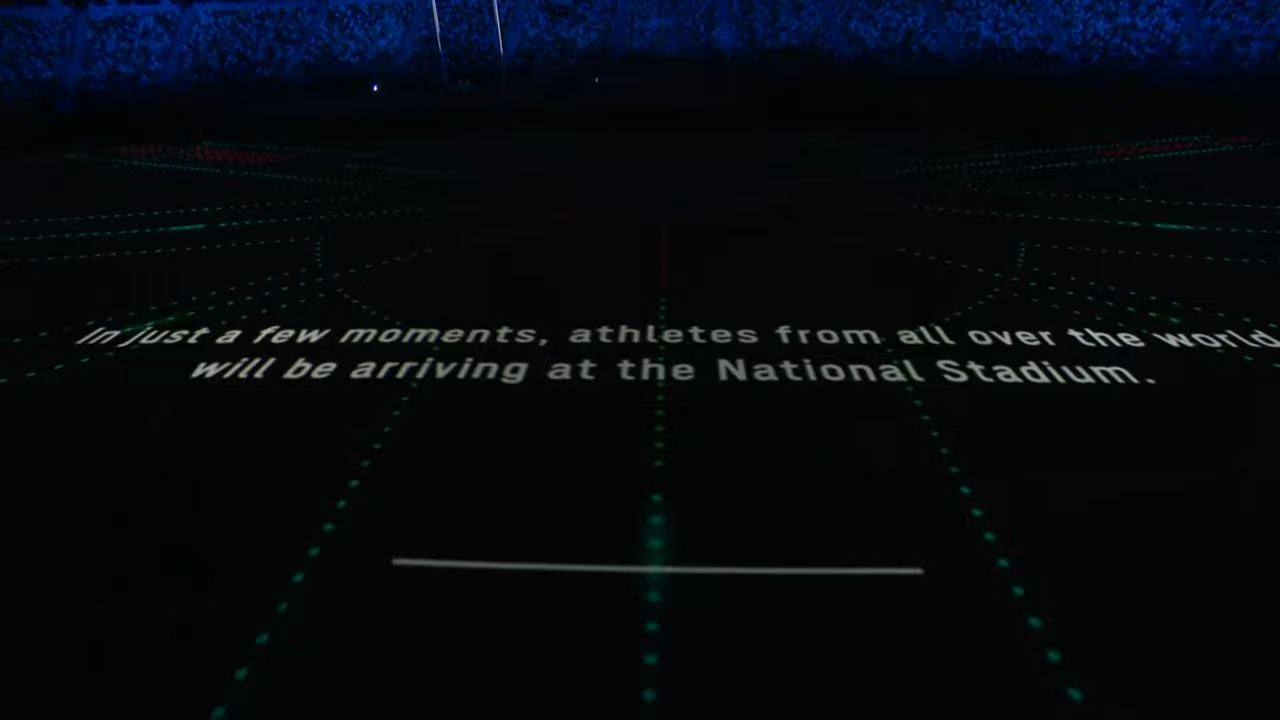 In just a few moments, athletes from all over the world
will be arriving at the National Stadium.